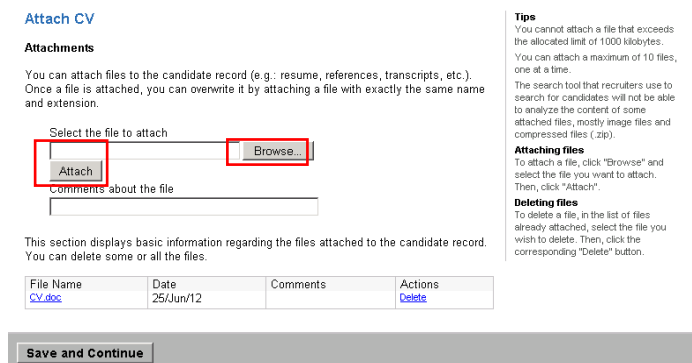 Attach CV
Attachments
You can attach files to the candidate record (e.g.: resume, references, transcripts, etc.).
Once a file is attached, you can overwrite it by attaching a file with exactly the same name
and extension.
Select the file to attach
Browse...
Attach
Comments about the file
This section displays basic information regarding the files attached to the candidate record.
You can delete some or all the files.
File Name Date Comments Actions
CV.doc 25/Jun/12 Delete
Save and Continue
Tips
You cannot attach a file that exceeds
the allocated limit of 1000 kilobytes.
You can attach a maximum of 10 files,
one at a time.
The search tool that recruiters use to
search for candidates will not be able
to analyze the content of some
attached files, mostly image files and
compressed files (.zip).
Attaching files
To attach a file, click "Browse" and
select the file you want to attach.
Then, click "Attach".
Deleting files
To delete a file, in the list of files
already attached, select the file you
wish to delete. Then, click the
corresponding "Delete" button.